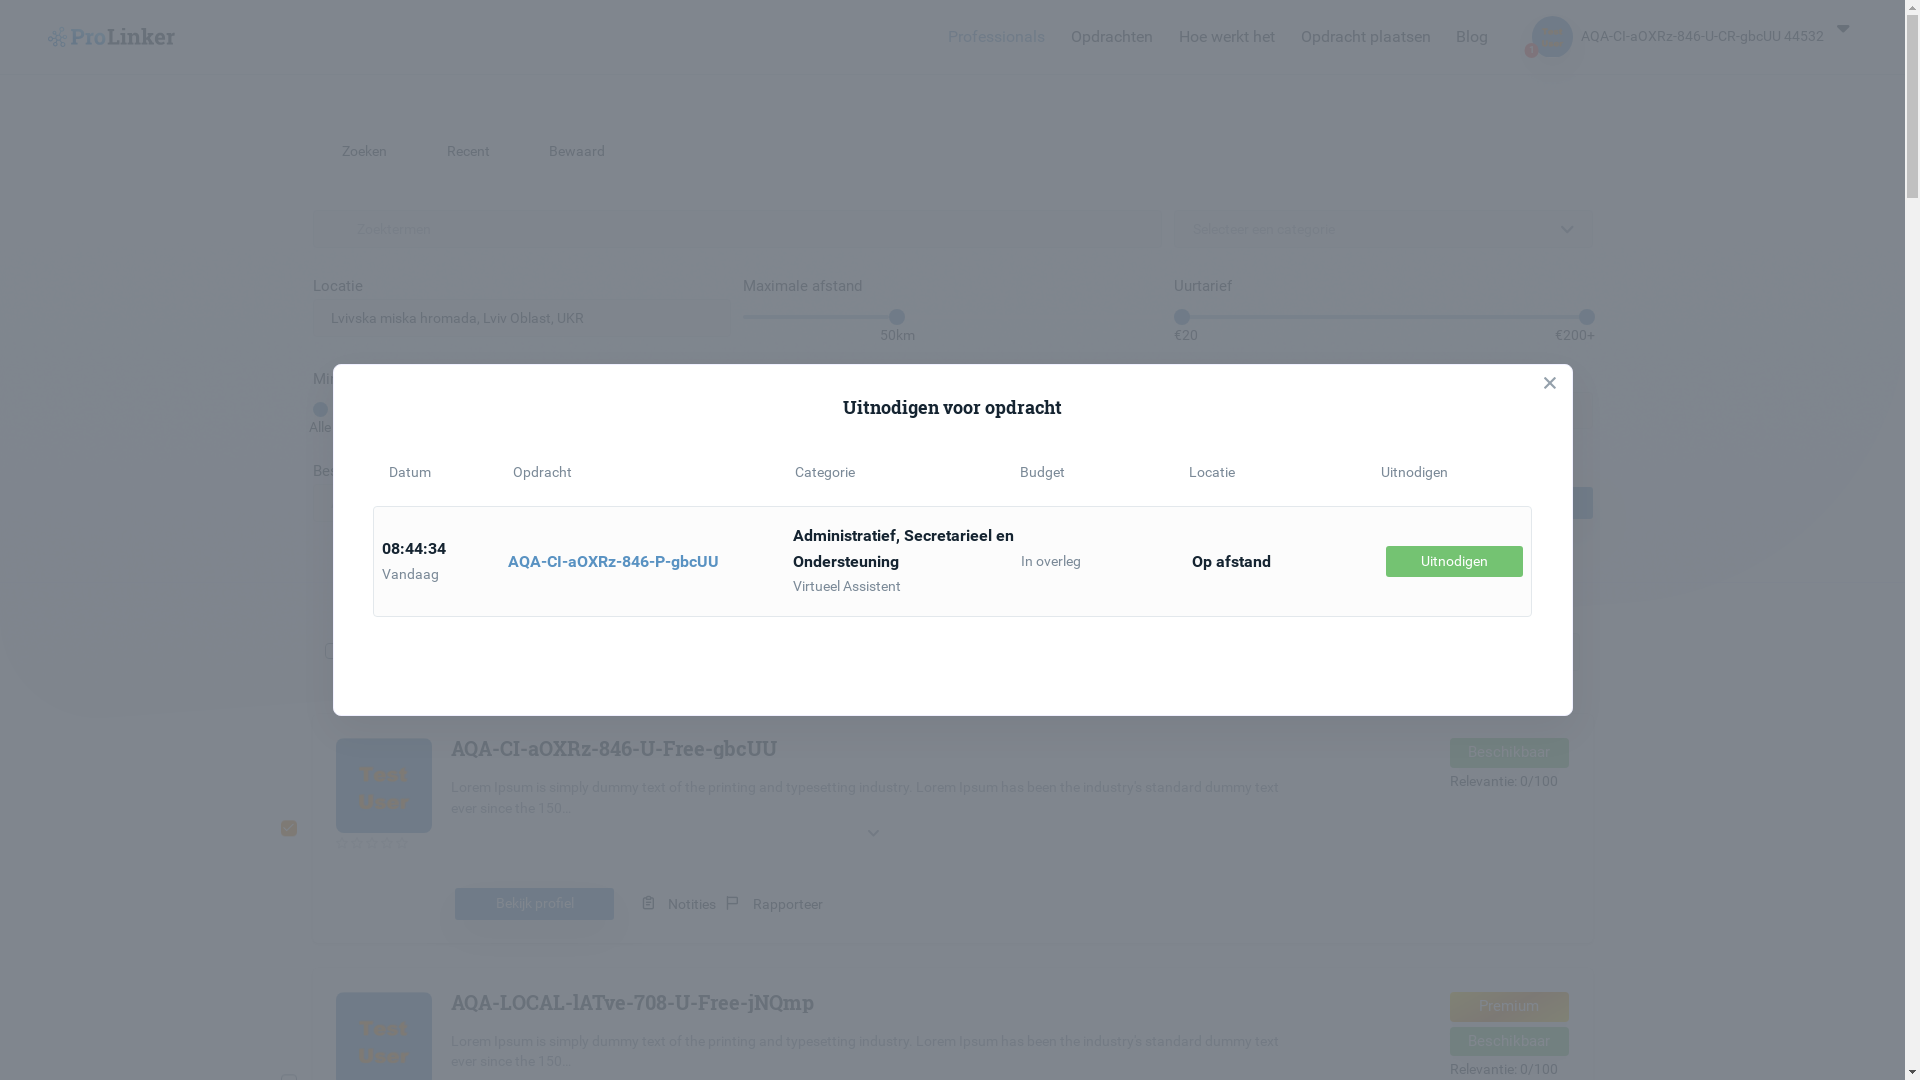 ProLinker
Professionals
Opdrachten
Hoe werkt het
Opdracht plaatsen
Blog
1
AQA-CI-aOXRz-846-U-CR-gbcUU 44532
Zoeken
Recent
Bewaard
Zoektermen
Selecteer een categorie
Locatie
Maximale afstand
Uurtarief
Lvivska miska hromada, Lviv Oblast, UKR
50km
€20
€200+
Alle
Uitnodigen voor opdracht
Datum
Opdracht
Categorie
Budget
Locatie
Uitnodigen
08:44:34
Vandaag
AQA-CI-aOXRz-846-P-gbcUU
Administratief, Secretarieel en
Ondersteuning
Virtueel Assistent
In overleg
Op afstand
Uitnodigen
AQA-CI-aOXRz-846-U-Free-gbcUU
Test
User
Lorem Ipsum is simply dummy text of the printing and typesetting industry. Lorem Ipsum has been the industry's standard dummy text
ever since the 150...
Beschikbaar
Relevantie: 0/100
Bekijk profiel
Notities
Rapporteer
AQA-LOCAL-lATve-708-U-Free-jNQmp
Test
User
Lorem Ipsum is simply dummy text of the printing and typesetting industry. Lorem Ipsum has been the industry's standard dummy text
ever since the 150...
Premium
Beschikbaar
Relevantie: 0/100